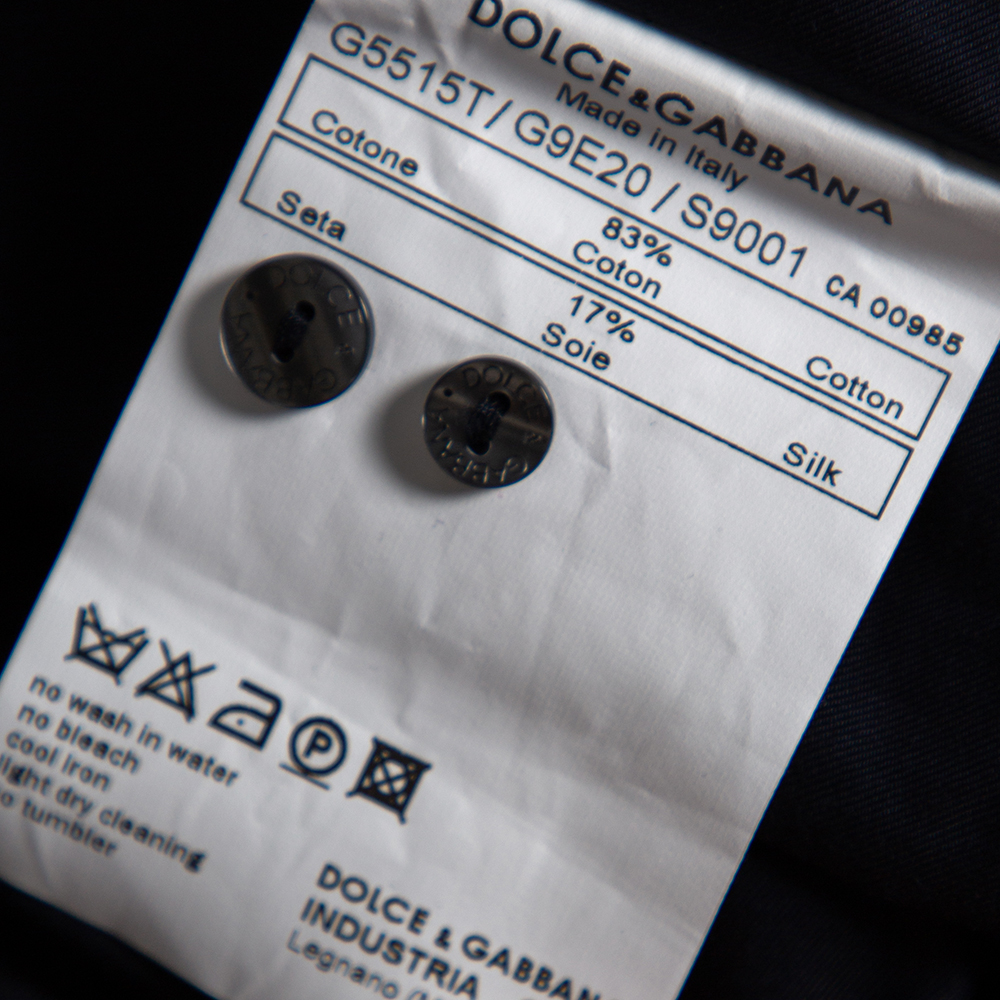 DOLCE&GABBANA
Made in Italy
G5515T / G9E20 / S9001 CA 00985
Cotone 83% Coton Cotton
Seta 17% Soie Silk
DOLCE & GABBANA
DOLCE & GABBANA
P
no wash in water
no bleach
cool iron
light dry cleaning
no tumbler
DOLCE & GABBAN
INDUSTRIA
Legnano